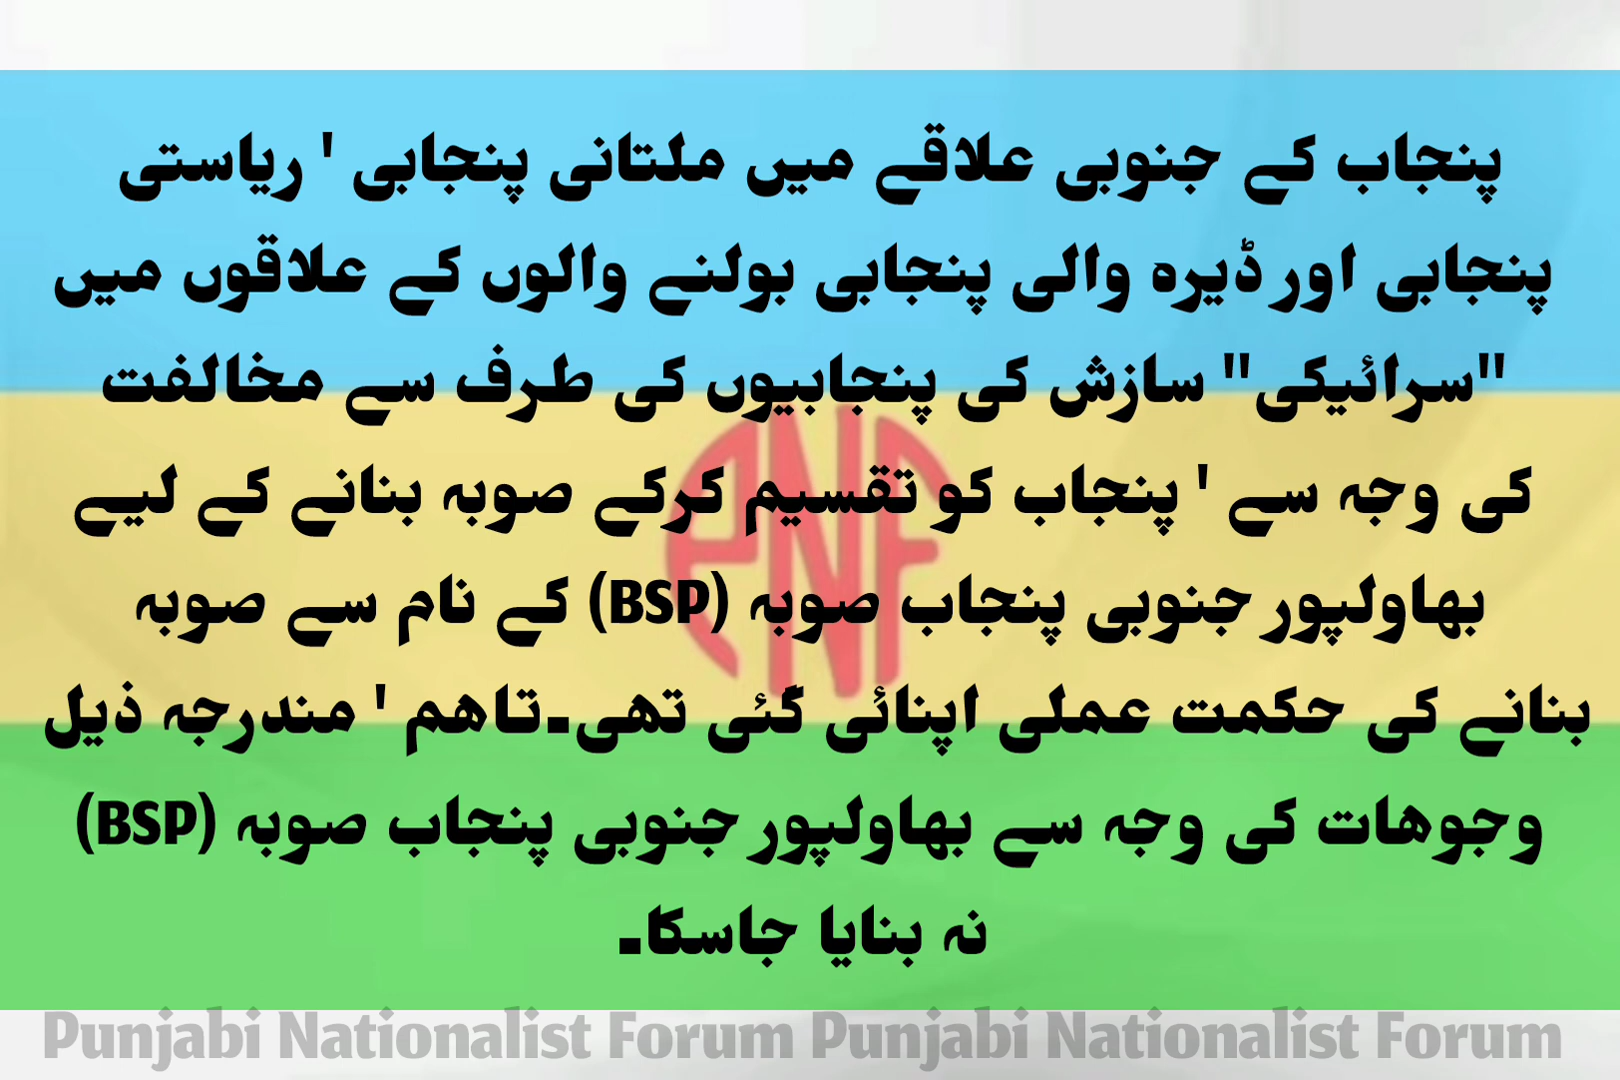 پنجاب کے جنوبی علاقے میں ملتانی پنجابی ' ریاستی
پنجابی اور ڈیرہ والی پنجابی بولنے والوں کے علاقوں میں
"سرائیکی" سازش کی پنجابیوں کی طرف سے مخالفت
کی وجہ سے ' پنجاب کو تقسیم کرکے صوبہ بنانے کے لیے
بھاولپور جنوبی پنجاب صوبہ (BSP) کے نام سے صوبہ
بنانے کی حکمت عملی اپنائی گئی تھی۔تاھم ' مندرجہ ذیل
وجوھات کی وجہ سے بھاولپور جنوبی پنجاب صوبہ (BSP)
نہ بنایا جاسکا۔
PNF
Punjabi Nationalist Forum Punjabi Nationalist Forum